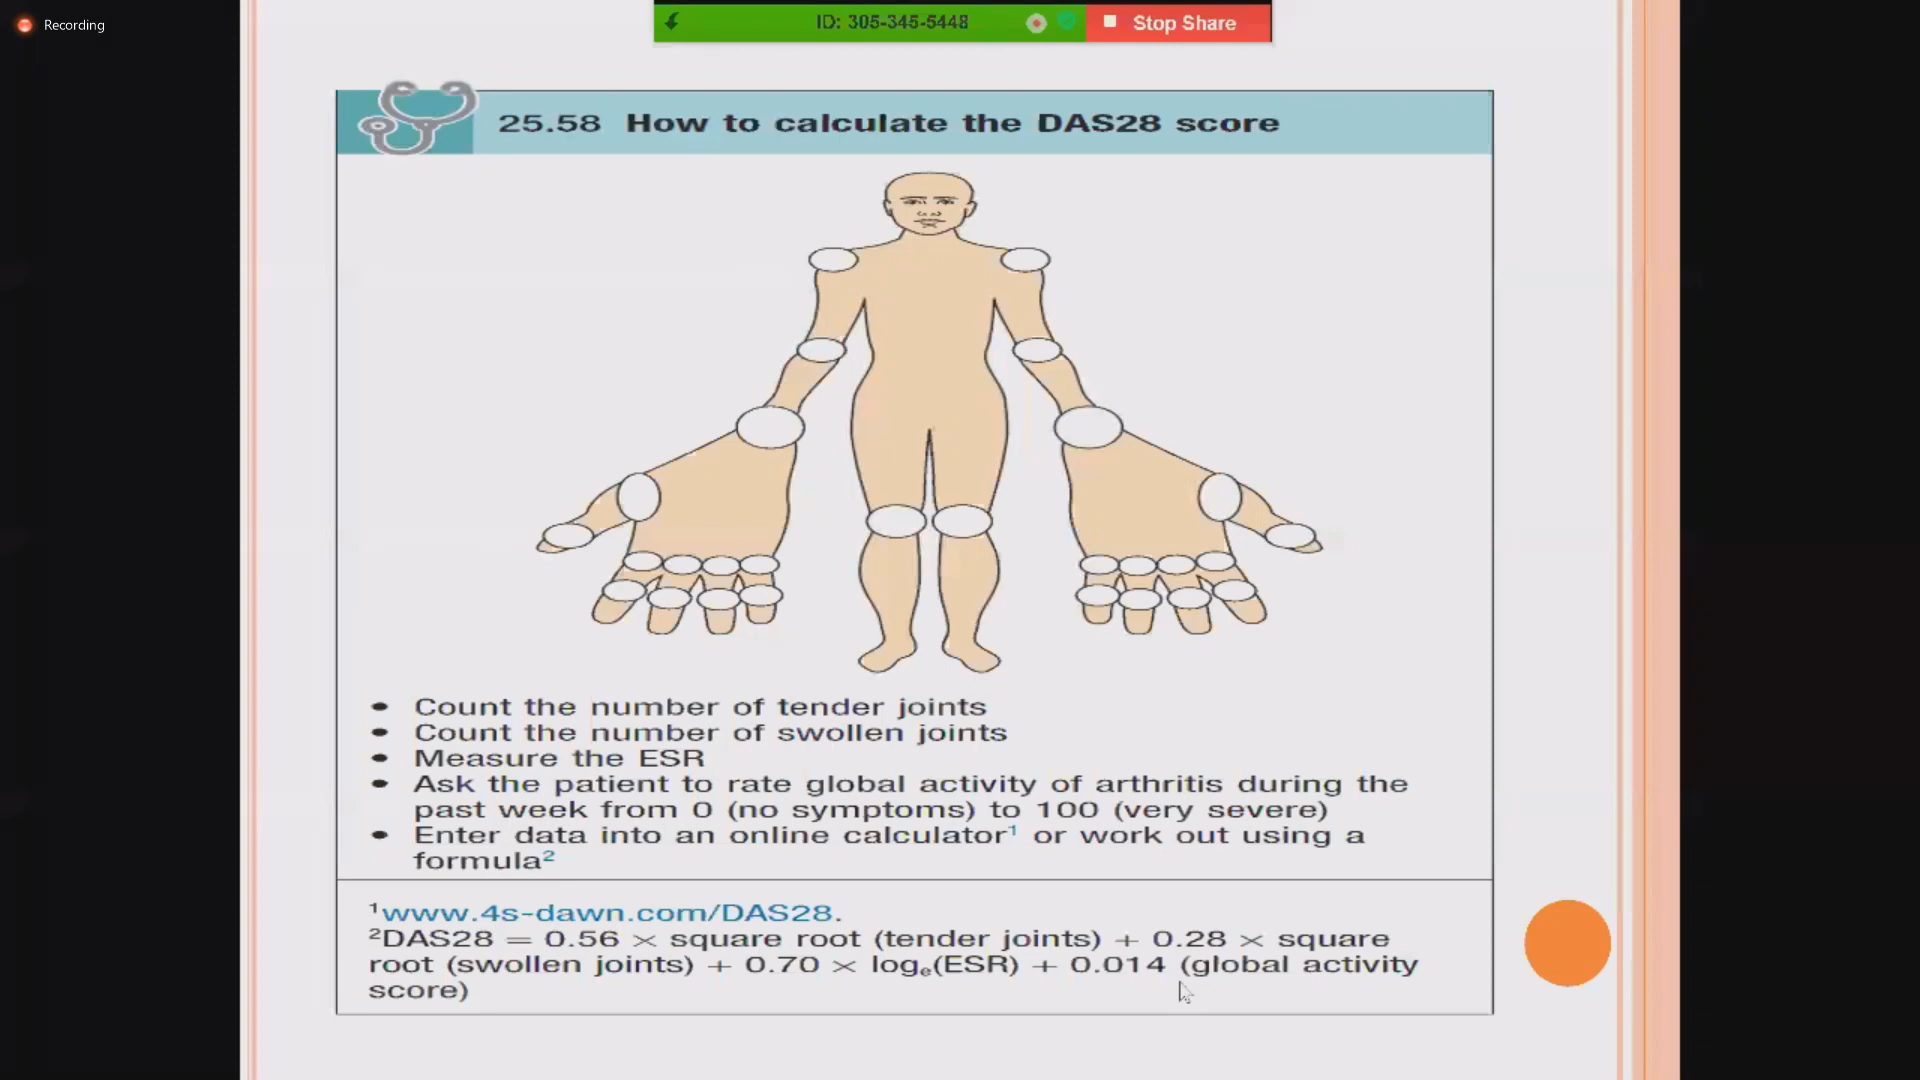 Recording
ID: 305-345-5448
Stop Share
25.58 How to calculate the DAS28 score
• Count the number of tender joints
• Count the number of swollen joints
• Measure the ESR
• Ask the patient to rate global activity of arthritis during the
past week from 0 (no symptoms) to 100 (very severe)
• Enter data into an online calculator¹ or work out using a
formula²
¹www.4s-dawn.com/DAS28.
²DAS28 = 0.56 × square root (tender joints) + 0.28 × square
root (swollen joints) + 0.70 × logₑ(ESR) + 0.014 (global activity
score)